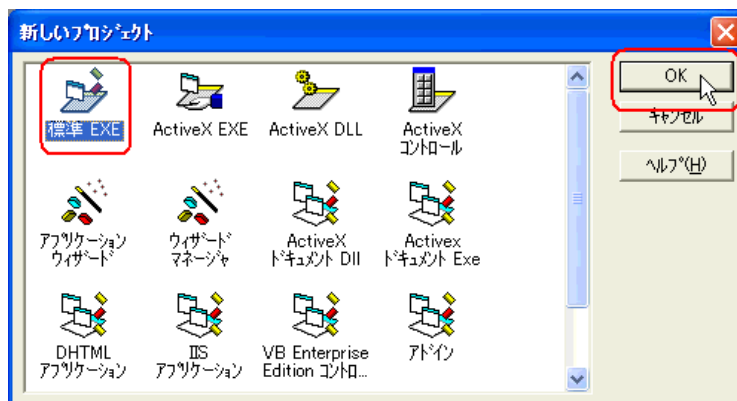 新しいﾌﾟﾛｼﾞｪｸﾄ
標準 EXE
ActiveX EXE
ActiveX DLL
ActiveX
ｺﾝﾄﾛｰﾙ
OK
ｷｬﾝｾﾙ
ﾍﾙﾌﾟ(H)
ｱﾌﾟﾘｹｰｼｮﾝ
ｳｨｻﾞｰﾄﾞ
ｳｨｻﾞｰﾄﾞ
ﾏﾈｰｼﾞｬ
ActiveX
ﾄﾞｷｭﾒﾝﾄ Dll
Activex
ﾄﾞｷｭﾒﾝﾄ Exe
DHTML
ｱﾌﾟﾘｹｰｼｮﾝ
IIS
ｱﾌﾟﾘｹｰｼｮﾝ
VB Enterprise
Edition ｺﾝﾄﾛ...
ｱﾄﾞｲﾝ